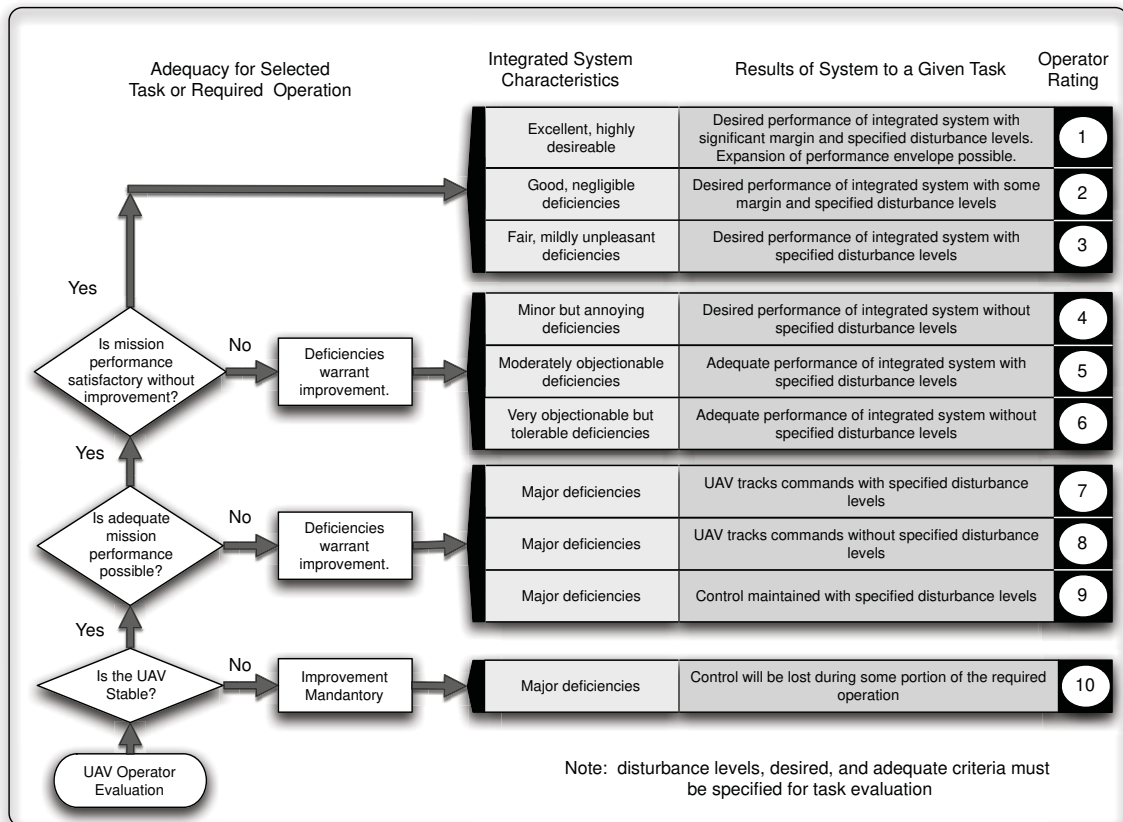 Adequacy for Selected
Task or Required Operation
Integrated System
Characteristics
Results of System to a Given Task
Operator
Rating
Excellent, highly
desireable
Desired performance of integrated system with
significant margin and specified disturbance levels.
Expansion of performance envelope possible.
1
Good, negligible
deficiencies
Desired performance of integrated system with some
margin and specified disturbance levels
2
Fair, mildly unpleasant
deficiencies
Desired performance of integrated system with
specified disturbance levels
3
Yes
Is mission
performance
satisfactory without
improvement?
No
Deficiencies
warrant
improvement.
Minor but annoying
deficiencies
Desired performance of integrated system without
specified disturbance levels
4
Moderately objectionable
deficiencies
Adequate performance of integrated system with
specified disturbance levels
5
Very objectionable but
tolerable deficiencies
Adequate performance of integrated system without
specified disturbance levels
6
Yes
Is adequate
mission
performance
possible?
No
Deficiencies
warrant
improvement.
Major deficiencies
UAV tracks commands with specified disturbance
levels
7
Major deficiencies
UAV tracks commands without specified disturbance
levels
8
Major deficiencies
Control maintained with specified disturbance levels
9
Yes
Is the UAV
Stable?
No
Improvement
Mandantory
Major deficiencies
Control will be lost during some portion of the required
operation
10
UAV Operator
Evaluation
Note: disturbance levels, desired, and adequate criteria must
be specified for task evaluation